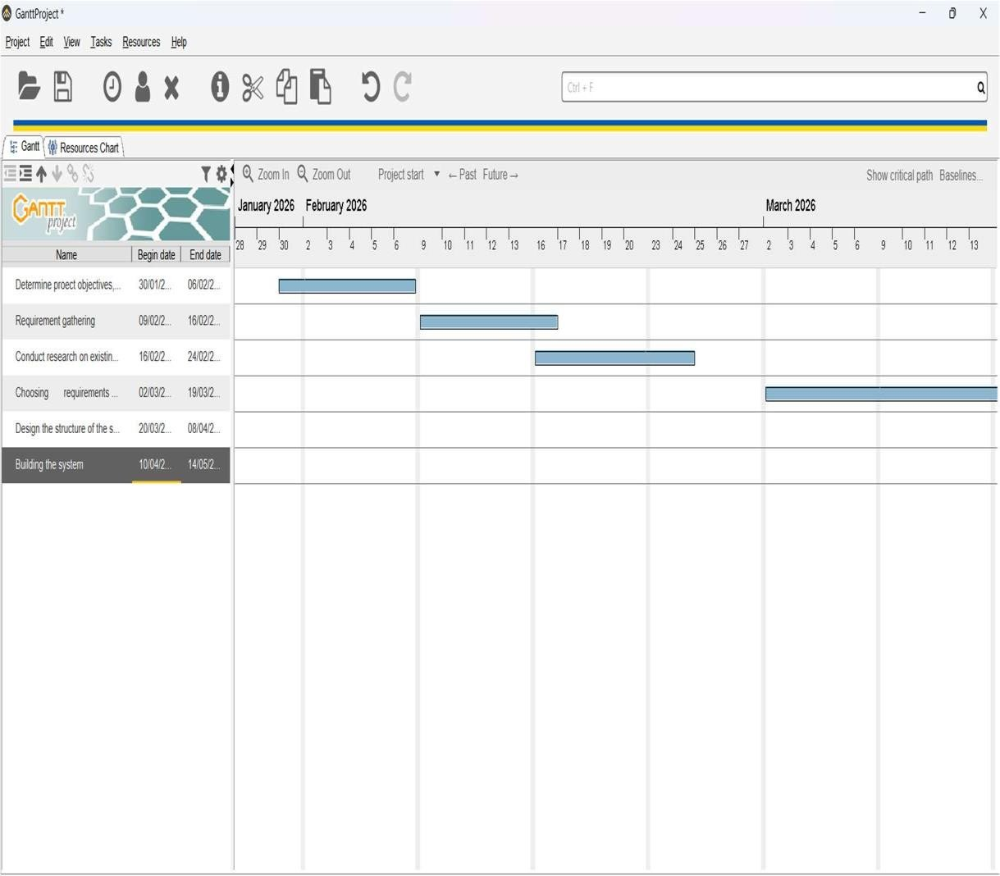 GanttProject *
Project Edit View Tasks Resources Help
Ctrl + F
Gantt Resources Chart
Zoom In Zoom Out Project start ▼ ←Past Future→ Show critical path Baselines...
GANTT project
January 2026 February 2026 March 2026
28 29 30 2 3 4 5 6 9 10 11 12 13 16 17 18 19 20 23 24 25 26 27 2 3 4 5 6 9 10 11 12 13
Name Begin date End date
Determine proect objectives,... 30/01/2... 06/02/2...
Requirement gathering 09/02/2... 16/02/2...
Conduct research on existin... 16/02/2... 24/02/2...
Choosing requirements ... 02/03/2... 19/03/2...
Design the structure of the s... 20/03/2... 08/04/2...
Building the system 10/04/2... 14/05/2...